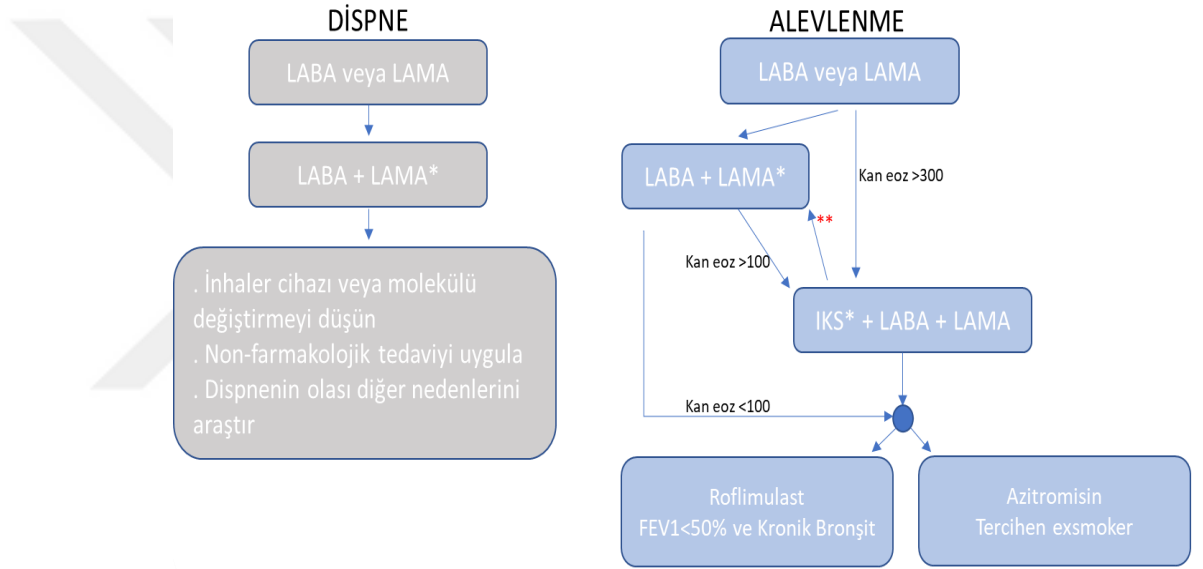 DİSPNE
LABA veya LAMA
LABA + LAMA*
. İnhaler cihazı veya molekülü
değiştirmeyi düşün
. Non-farmakolojik tedaviyi uygula
. Dispnenin olası diğer nedenlerini
araştır
ALEVLENME
LABA veya LAMA
LABA + LAMA*
Kan eoz >300
**
Kan eoz >100
IKS* + LABA + LAMA
Kan eoz <100
Roflimulast
FEV1<50% ve Kronik Bronşit
Azitromisin
Tercihen exsmoker